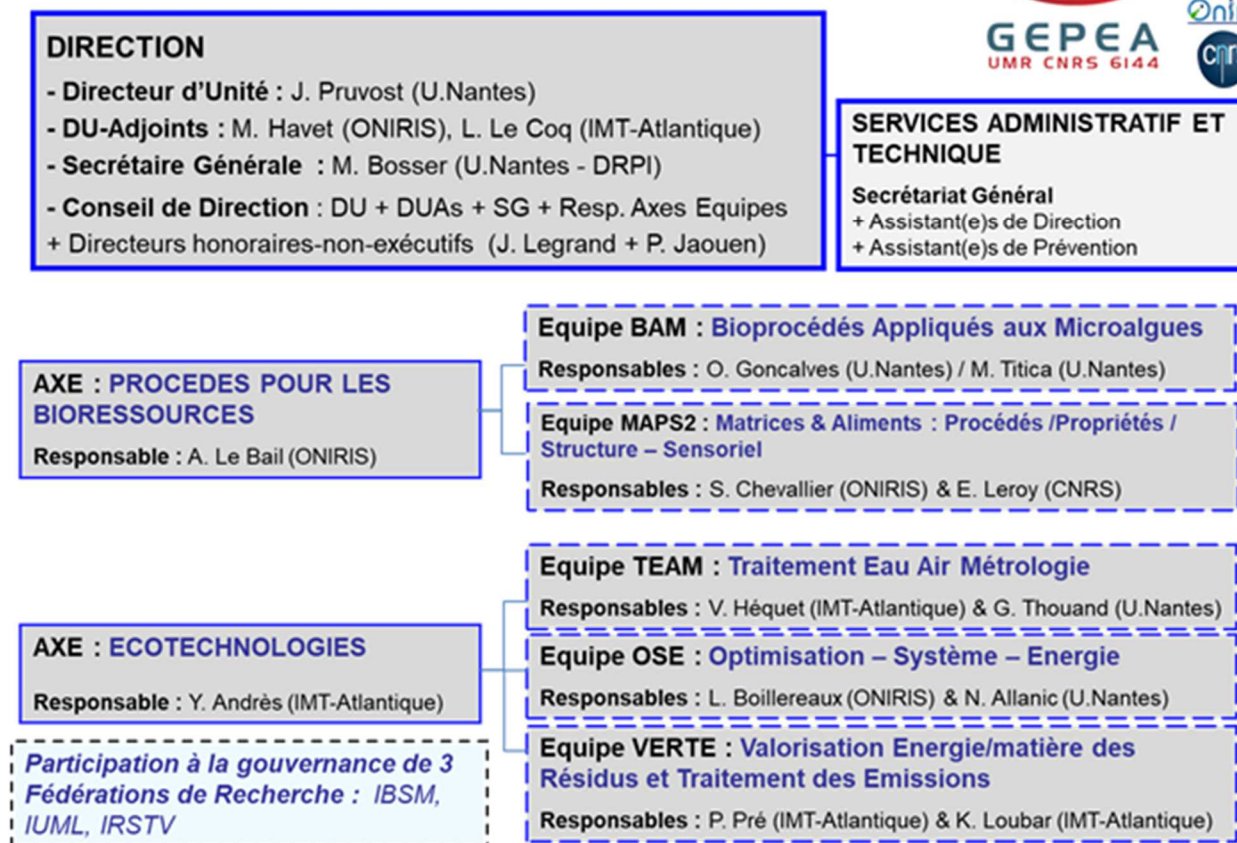 GEPEA
UMR CNRS 6144
DIRECTION
- Directeur d'Unité : J. Pruvost (U.Nantes)
- DU-Adjoints : M. Havet (ONIRIS), L. Le Coq (IMT-Atlantique)
- Secrétaire Générale : M. Bosser (U.Nantes - DRPI)
- Conseil de Direction : DU + DUAs + SG + Resp. Axes Equipes
+ Directeurs honoraires-non-exécutifs (J. Legrand + P. Jaouen)
SERVICES ADMINISTRATIF ET
TECHNIQUE
Secrétariat Général
+ Assistant(e)s de Direction
+ Assistant(e)s de Prévention
AXE : PROCEDES POUR LES
BIORESSOURCES
Responsable : A. Le Bail (ONIRIS)
Equipe BAM : Bioprocédés Appliqués aux Microalgues
Responsables : O. Goncalves (U.Nantes) / M. Titica (U.Nantes)
Equipe MAPS2 : Matrices & Aliments : Procédés /Propriétés /
Structure – Sensoriel
Responsables : S. Chevallier (ONIRIS) & E. Leroy (CNRS)
AXE : ECOTECHNOLOGIES
Responsable : Y. Andrès (IMT-Atlantique)
Equipe TEAM : Traitement Eau Air Métrologie
Responsables : V. Héquet (IMT-Atlantique) & G. Thouand (U.Nantes)
Equipe OSE : Optimisation – Système – Energie
Responsables : L. Boillereaux (ONIRIS) & N. Allanic (U.Nantes)
Equipe VERTE : Valorisation Energie/matière des
Résidus et Traitement des Emissions
Responsables : P. Pré (IMT-Atlantique) & K. Loubar (IMT-Atlantique)
Participation à la gouvernance de 3
Fédérations de Recherche : IBSM,
IUML, IRSTV